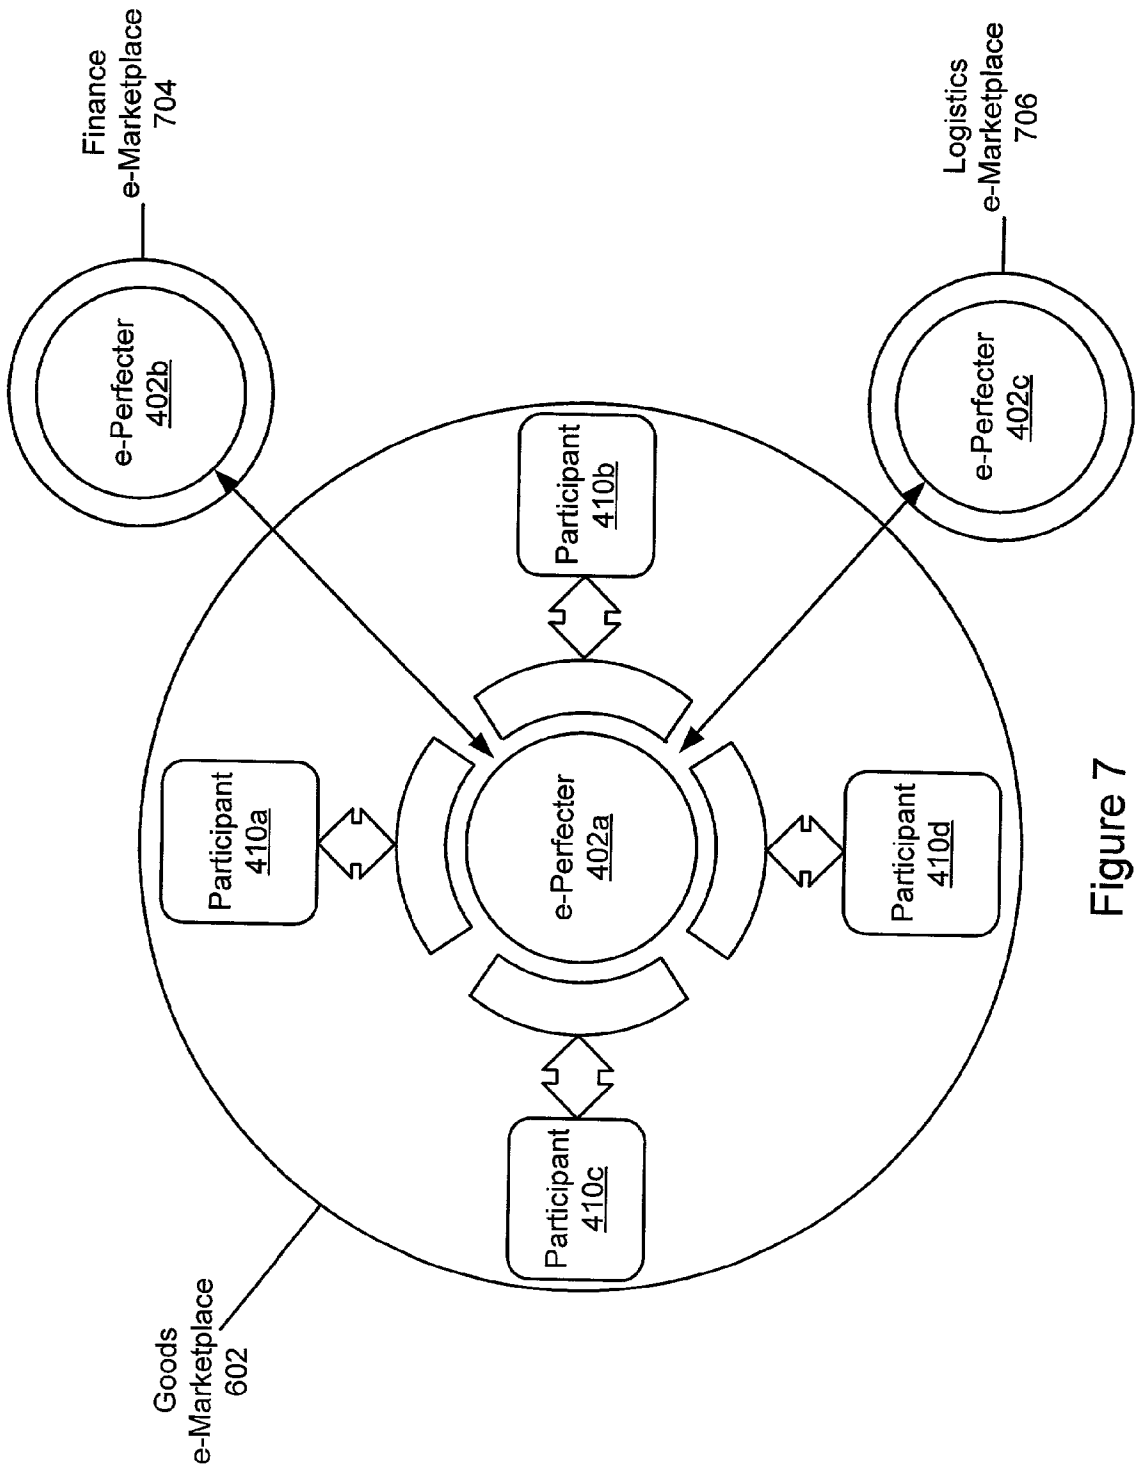 Goods
e-Marketplace
602
Participant
410a
e-Perfecter
402b
Finance
e-Marketplace
704
Participant
410c
e-Perfecter
402a
Participant
410b
Participant
410d
e-Perfecter
402c
Logistics
e-Marketplace
706
Figure 7